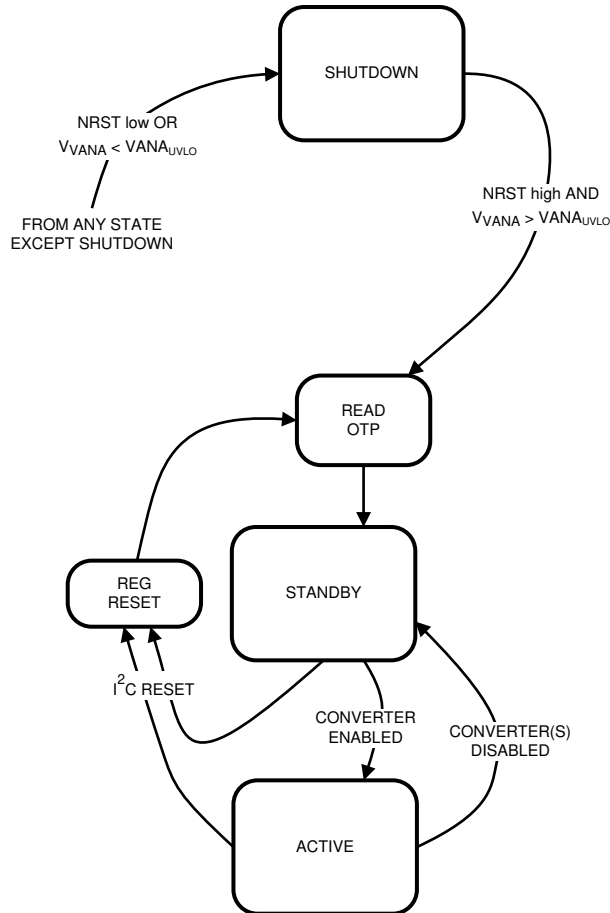 SHUTDOWN
NRST low OR
VVANA < VANAUVLO
NRST high AND
VVANA > VANAUVLO
FROM ANY STATE
EXCEPT SHUTDOWN
READ
OTP
REG
RESET
STANDBY
I2C RESET
CONVERTER
ENABLED
CONVERTER(S)
DISABLED
ACTIVE